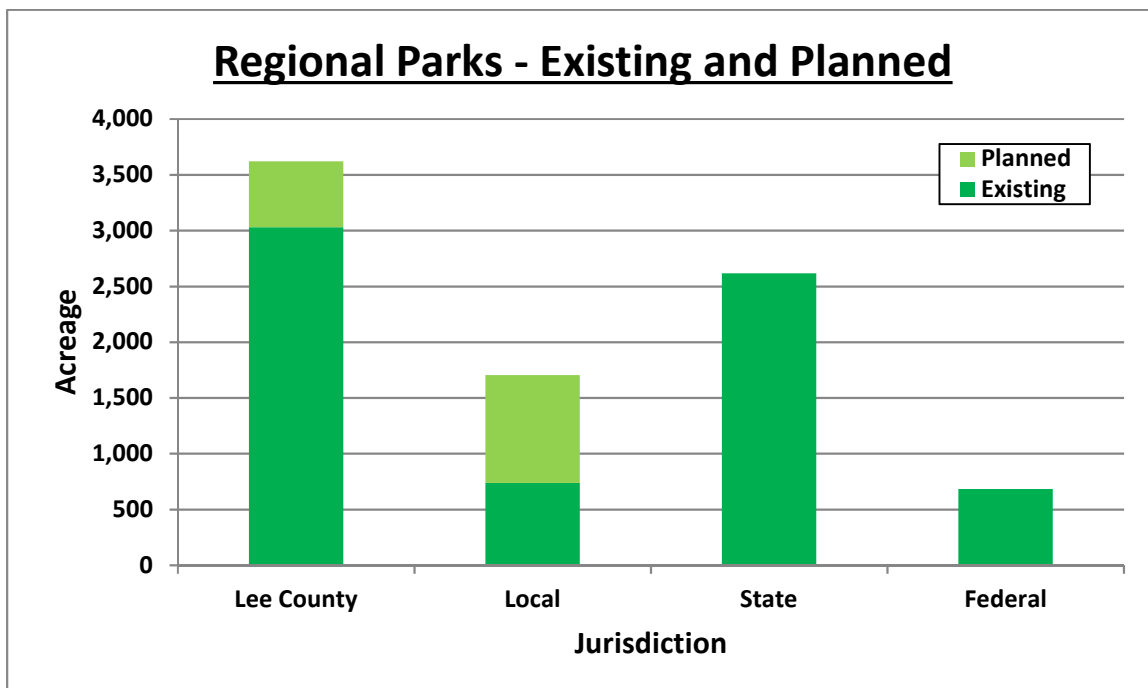 Regional Parks - Existing and Planned
4,000
3,500
3,000
2,500
2,000
1,500
1,000
500
0
Acreage
Planned
Existing
Lee County
Local
State
Federal
Jurisdiction